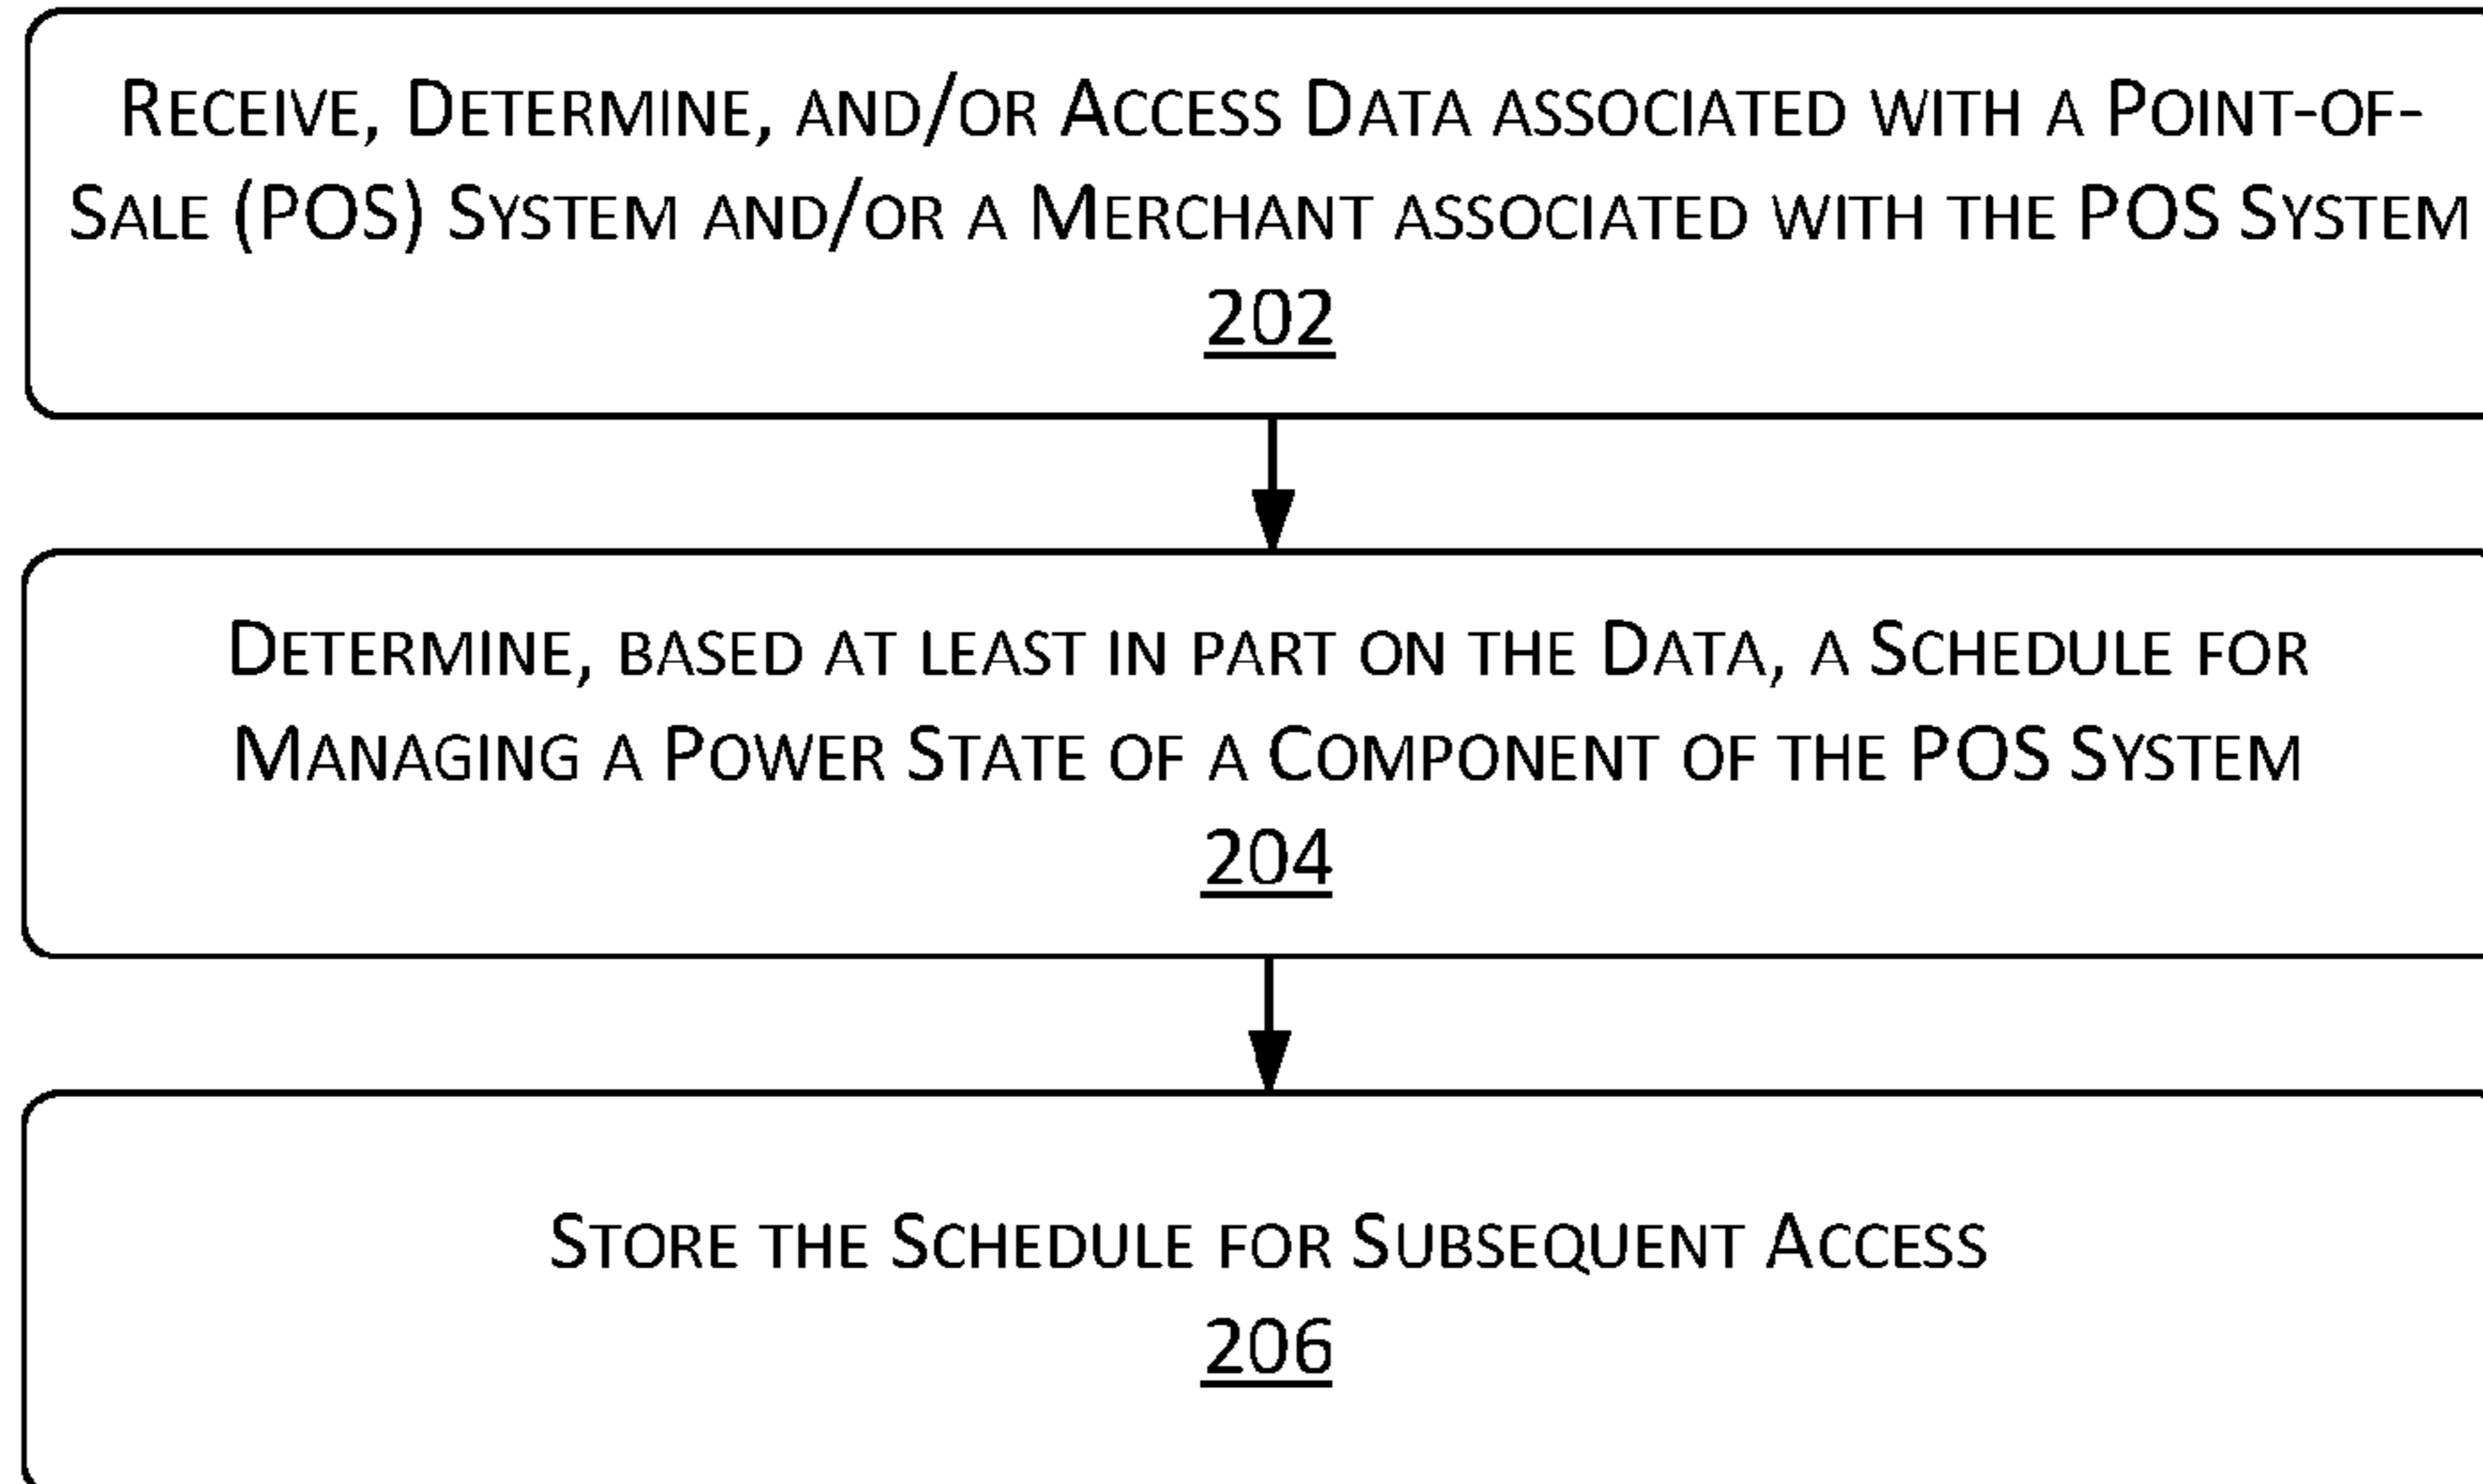 Receive, Determine, and/or Access Data associated with a Point-of-
Sale (POS) System and/or a Merchant associated with the POS System
202
Determine, based at least in part on the Data, a Schedule for
Managing a Power State of a Component of the POS System
204
Store the Schedule for Subsequent Access
206